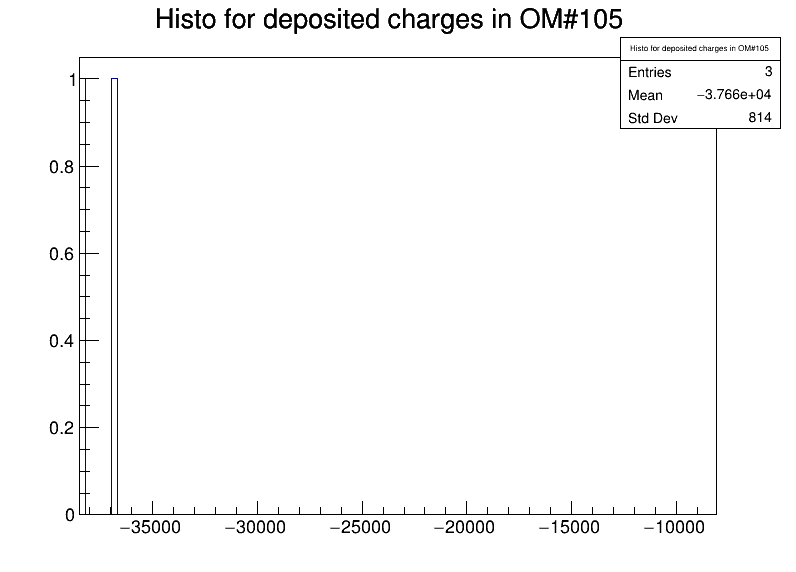 Histo for deposited charges in OM#105
Histo for deposited charges in OM#105
Entries 3
Mean −3.766e+04
Std Dev 814
1
0.8
0.6
0.4
0.2
0
−35000 −30000 −25000 −20000 −15000 −10000